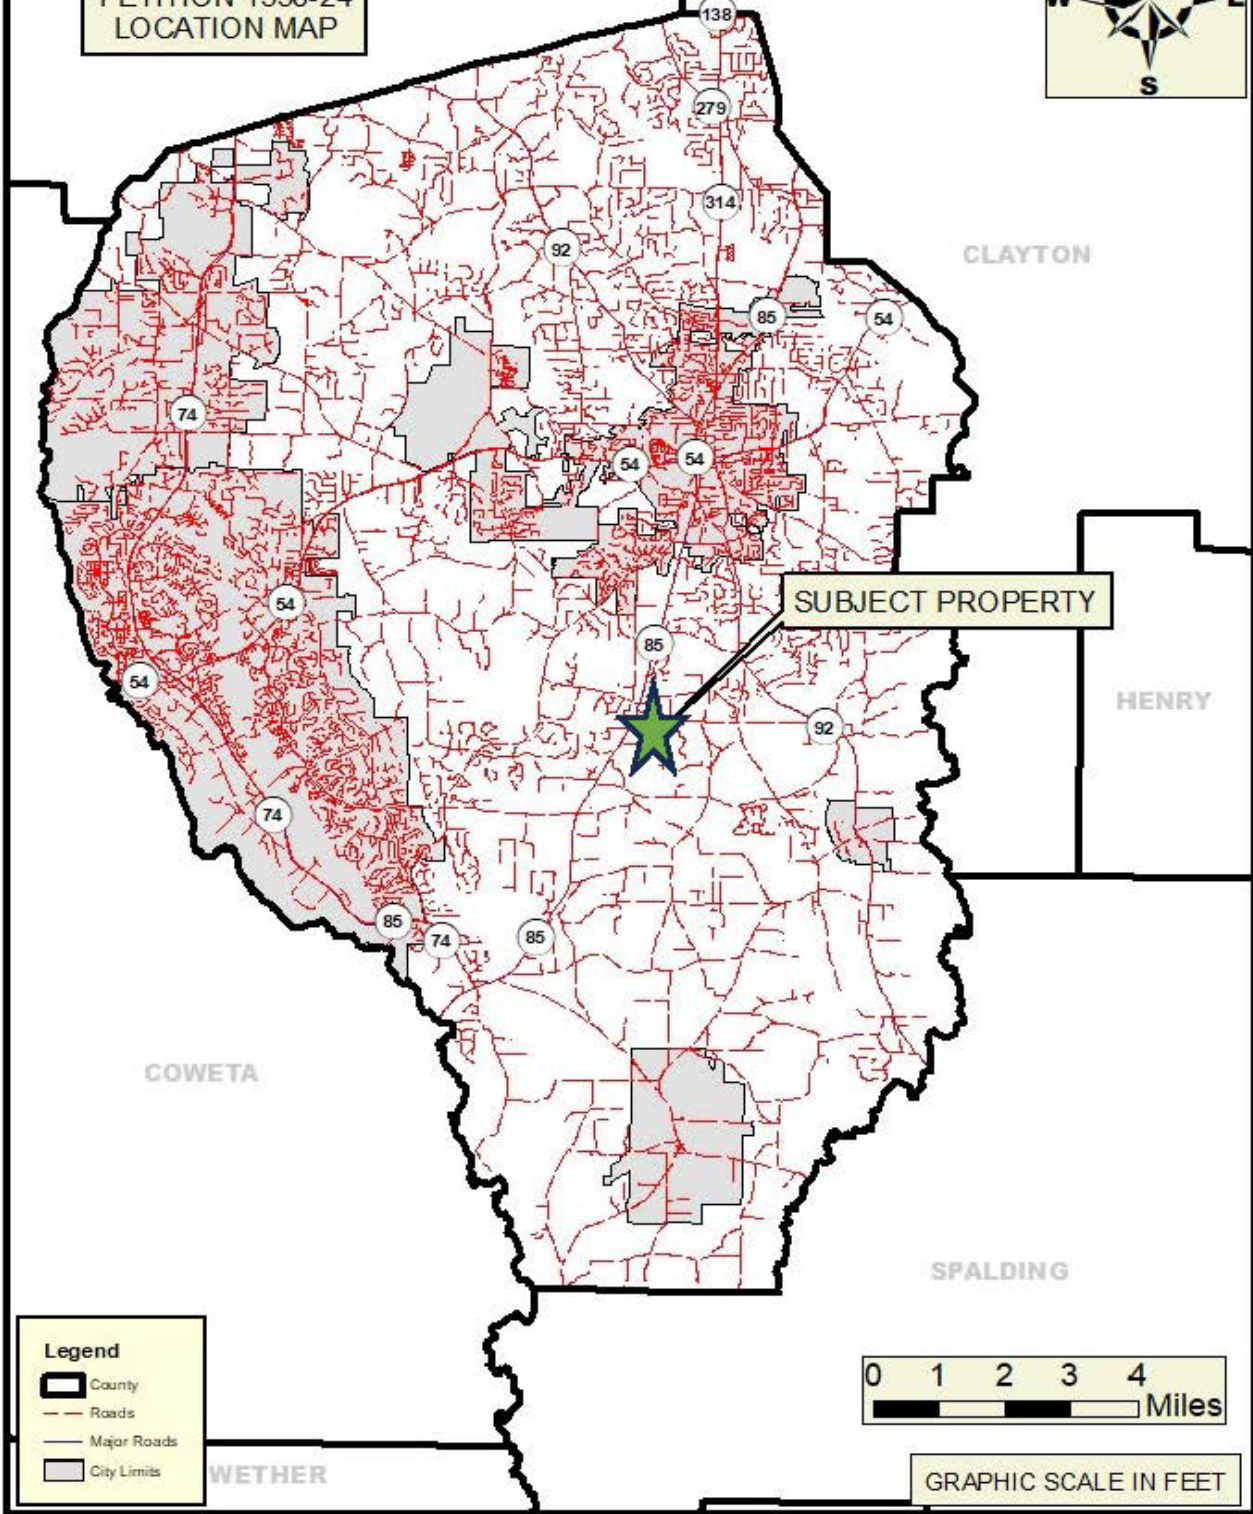 LOCATION MAP
W
E
S
138
279
314
92
CLAYTON
85
54
74
54
54
SUBJECT PROPERTY
54
85
54
HENRY
92
74
85
74
85
COWETA
SPALDING
Legend
County
Roads
Major Roads
City Limits
WETHER
0 1 2 3 4
Miles
GRAPHIC SCALE IN FEET